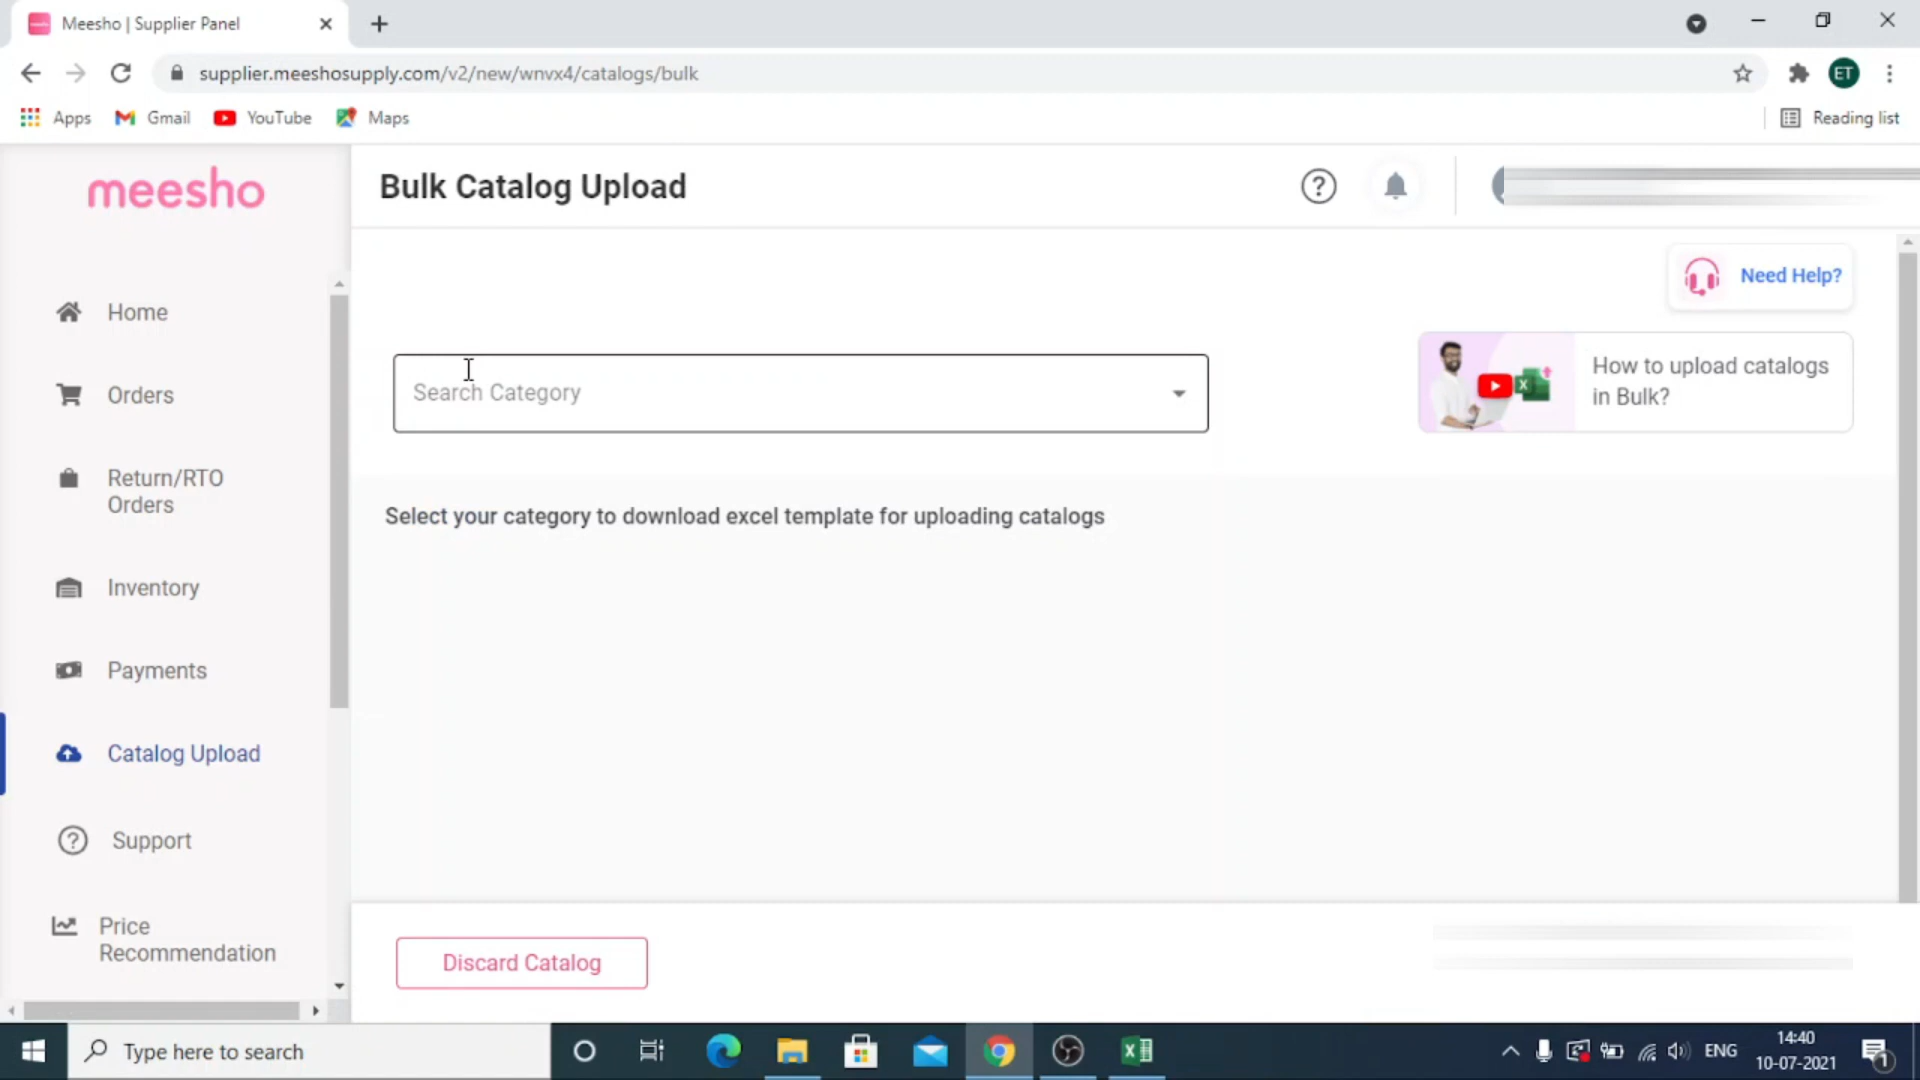 Meesho | Supplier Panel
supplier.meeshosupply.com/v2/new/wnvx4/catalogs/bulk
ET
Apps
Gmail
YouTube
Maps
Reading list
meesho
Bulk Catalog Upload
Need Help?
Home
Orders
Return/RTO
Orders
Inventory
Payments
Catalog Upload
Support
Price
Recommendation
Search Category
How to upload catalogs
in Bulk?
Select your category to download excel template for uploading catalogs
Discard Catalog
Type here to search
ENG
14:40
10-07-2021
1